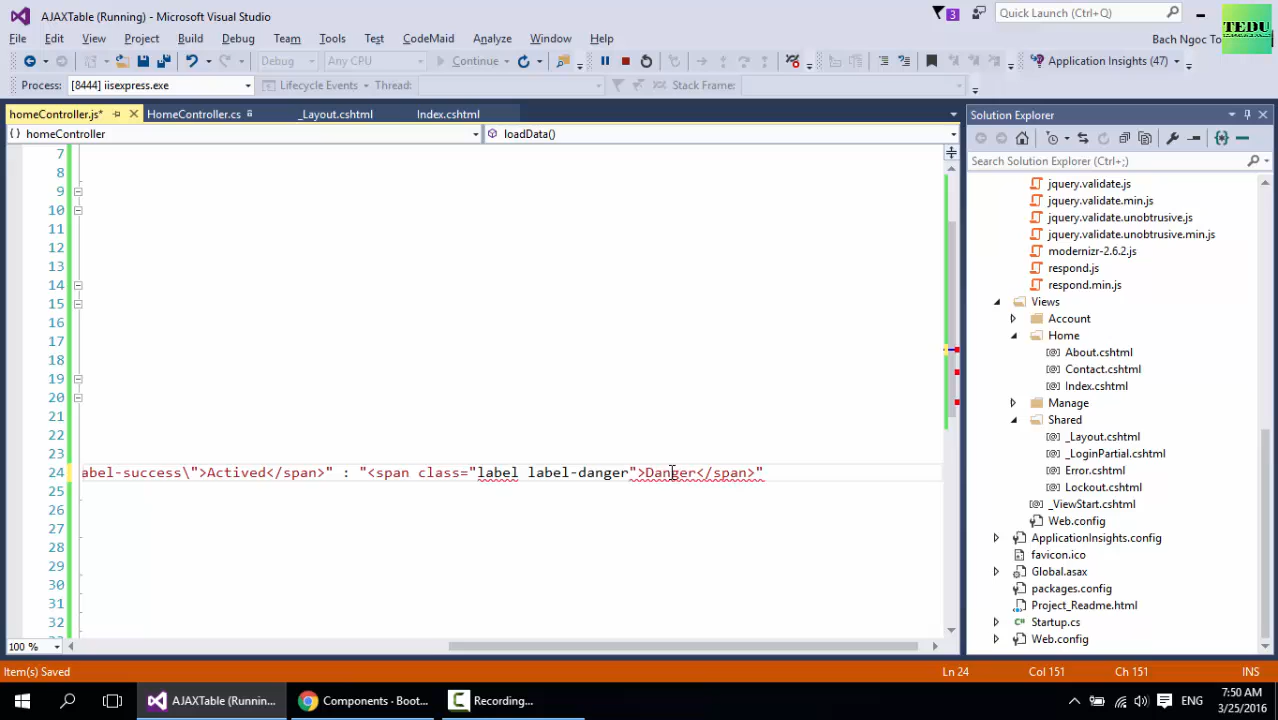 AJAXTable (Running) - Microsoft Visual Studio
3
Quick Launch (Ctrl+Q)
TEDU
File Edit View Project Build Debug Team Tools Test CodeMaid Analyze Window Help
Bach Ngoc To
Debug Any CPU Continue
Application Insights (47)
Process: [8444] iisexpress.exe Lifecycle Events Thread: Stack Frame:
homeController.js* HomeController.cs _Layout.cshtml Index.cshtml
Solution Explorer
homeController loadData()
Search Solution Explorer (Ctrl+;)
7
8
9
10
11
12
13
14
15
16
17
18
19
20
21
22
23
24 abel-success\">Actived</span>" : "<span class="label label-danger">Danger</span>"
25
26
27
28
29
30
31
32
jquery.validate.js
jquery.validate.min.js
jquery.validate.unobtrusive.js
jquery.validate.unobtrusive.min.js
modernizr-2.6.2.js
respond.js
respond.min.js
Views
Account
Home
About.cshtml
Contact.cshtml
Index.cshtml
Manage
Shared
_Layout.cshtml
_LoginPartial.cshtml
Error.cshtml
Lockout.cshtml
_ViewStart.cshtml
Web.config
ApplicationInsights.config
favicon.ico
Global.asax
packages.config
Project_Readme.html
Startup.cs
Web.config
100 %
Item(s) Saved Ln 24 Col 151 Ch 151 INS
AJAXTable (Runnin... Components - Boot... Recording... ENG
7:50 AM
3/25/2016